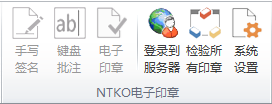 ab|
手写 键盘 电子 登录到 检验所 系统
签名 批注 印章 服务器 有印章 设置
NTKO电子印章